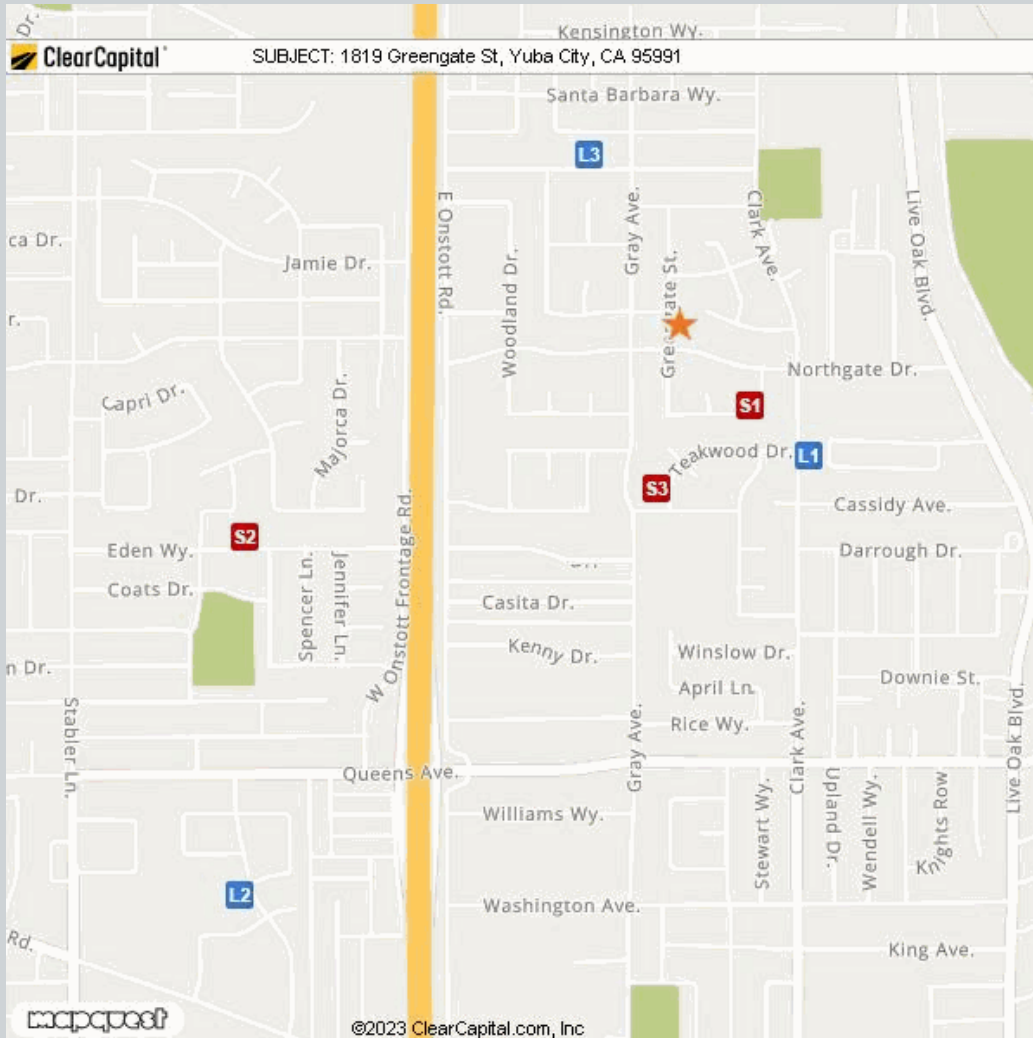 Dr.
Kensington Wy.
ClearCapital
SUBJECT: 1819 Greengate St, Yuba City, CA 95991
Santa Barbara Wy.
L3
E Onstott Rd.
Gray Ave.
Clark Ave.
Live Oak Blvd.
ca Dr.
Jamie Dr.
Woodland Dr.
r.
Northgate Dr.
Capri Dr.
Majorca Dr.
S1
Teakwood Dr.
L1
S3
Dr.
Cassidy Ave.
S2
Eden Wy.
Darrough Dr.
Coats Dr.
Spencer Ln.
Jennifer Ln.
W Onstott Frontage Rd.
Casita Dr.
Kenny Dr.
Winslow Dr.
n Dr.
April Ln.
Downie St.
Stabler Ln.
Gray Ave.
Rice Wy.
Clark Ave.
Live Oak Blvd.
Queens Ave.
Williams Wy.
Stewart Wy.
Upland Dr.
Wendell Wy.
Knights Row
L2
Washington Ave.
Rd.
King Ave.
mapquest
©2023 ClearCapital.com, Inc